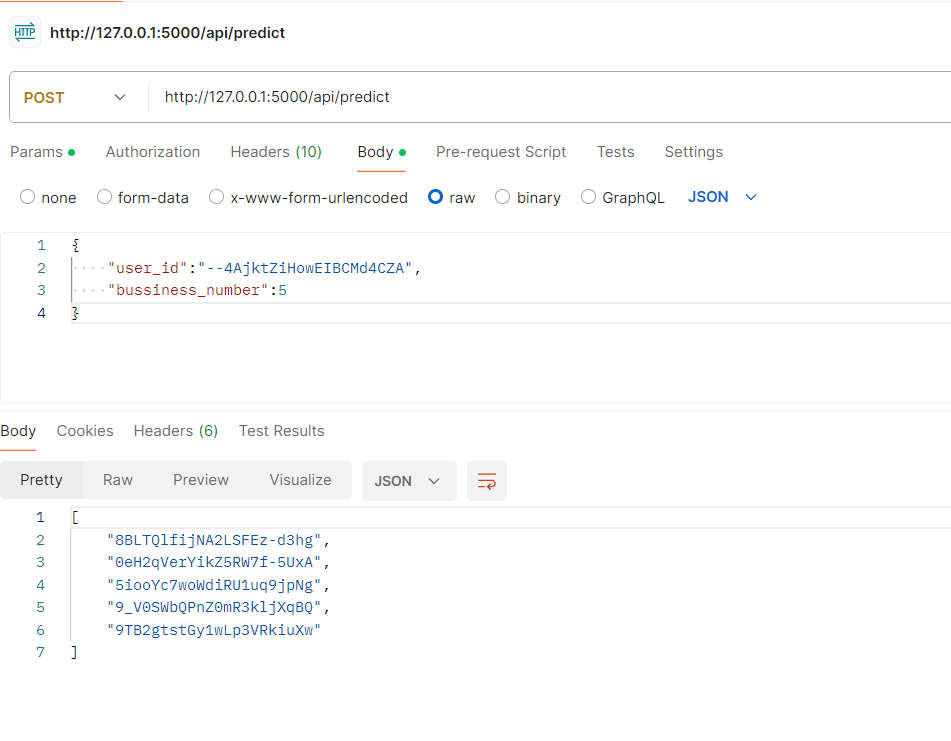 HTTP http://127.0.0.1:5000/api/predict
POST http://127.0.0.1:5000/api/predict
Params Authorization Headers (10) Body Pre-request Script Tests Settings
none form-data x-www-form-urlencoded raw binary GraphQL JSON
1 {
2 ····"user_id":"--4AjktZiHowEIBCMd4CZA",
3 ····"bussiness_number":5
4 }
Body Cookies Headers (6) Test Results
Pretty Raw Preview Visualize JSON
1 [
2 "8BLTQlfijNA2LSFEz-d3hg",
3 "0eH2qVerYikZ5RW7f-5UxA",
4 "5iooYc7woWdiRU1uq9jpNg",
5 "9_V0SWbQPnZ0mR3kljXqBQ",
6 "9TB2gtstGy1wLp3VRkiuXw"
7 ]